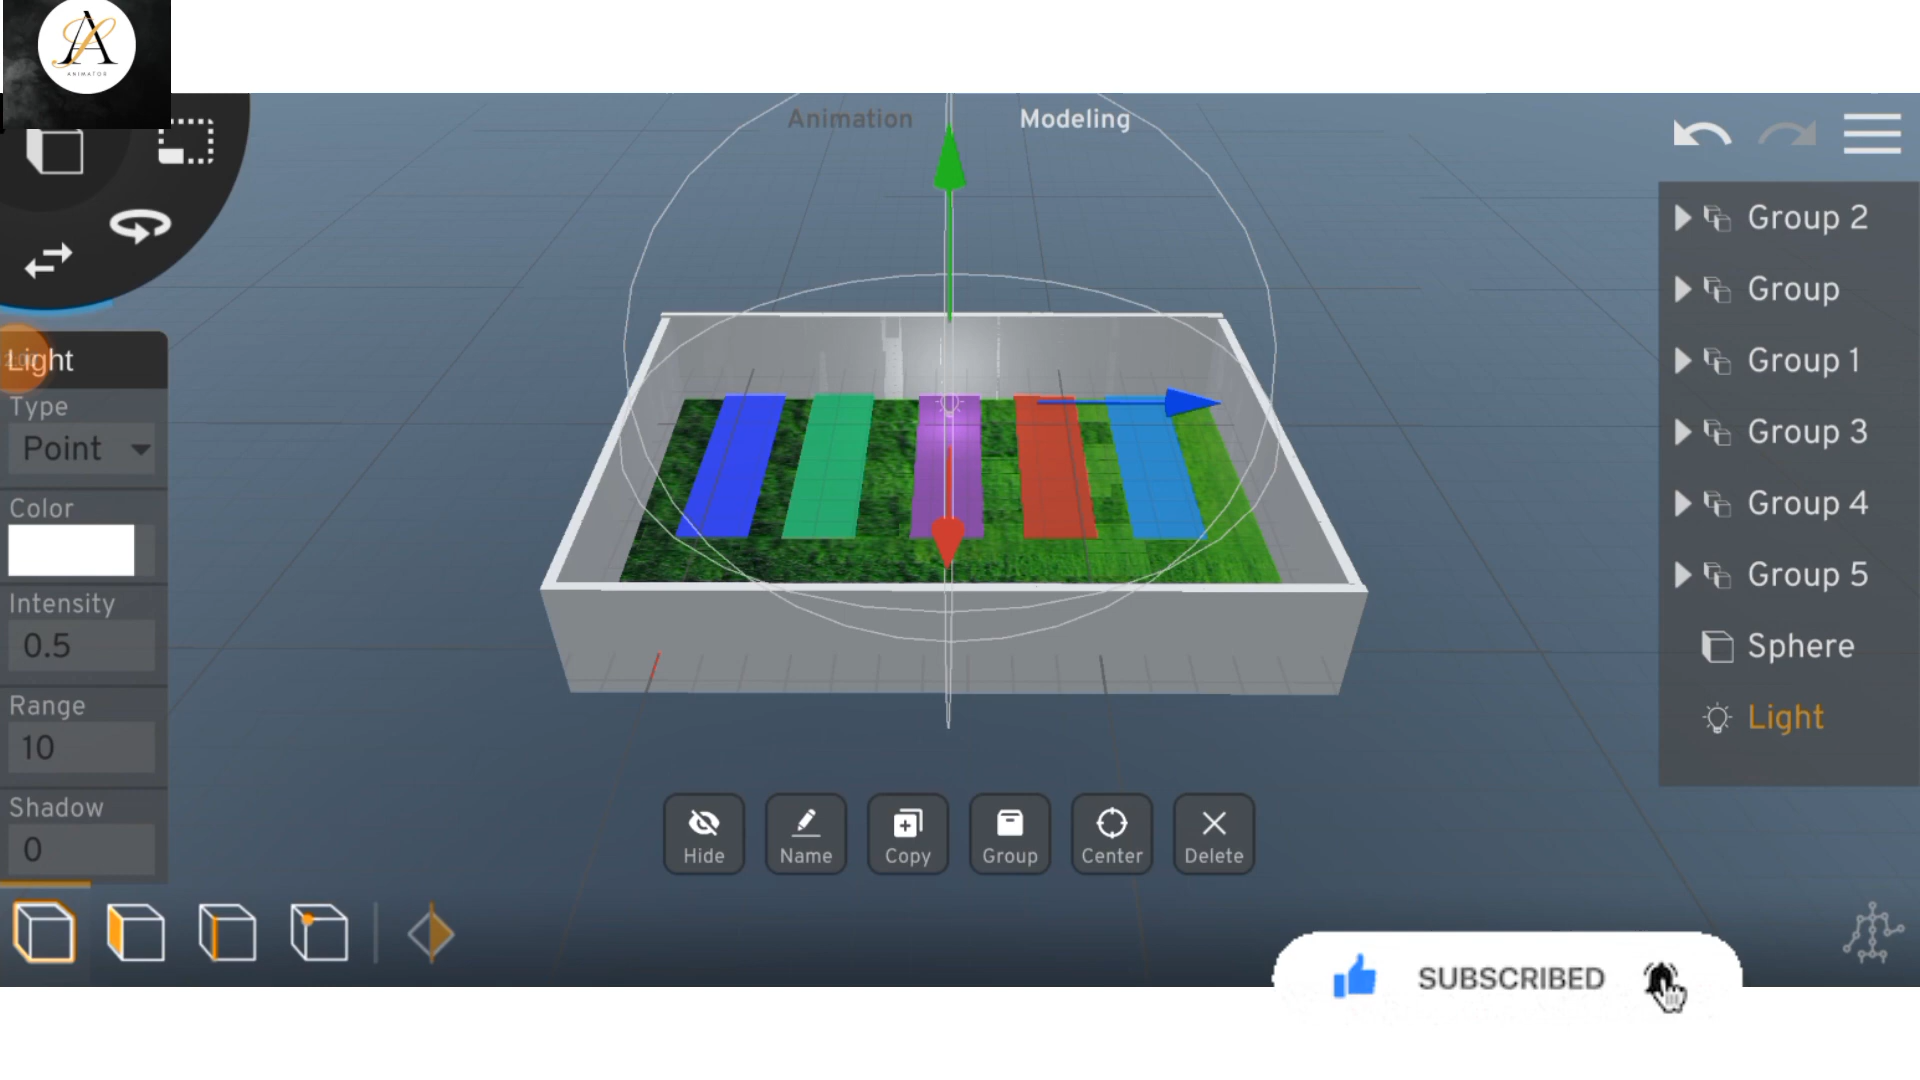 A
ANIMATOR
Animation
Modeling
Light
Type
Point
Color
Intensity
0.5
Range
10
Shadow
0
Group 2
Group
Group 1
Group 3
Group 4
Group 5
Sphere
Light
Hide
Name
Copy
Group
Center
Delete
SUBSCRIBED